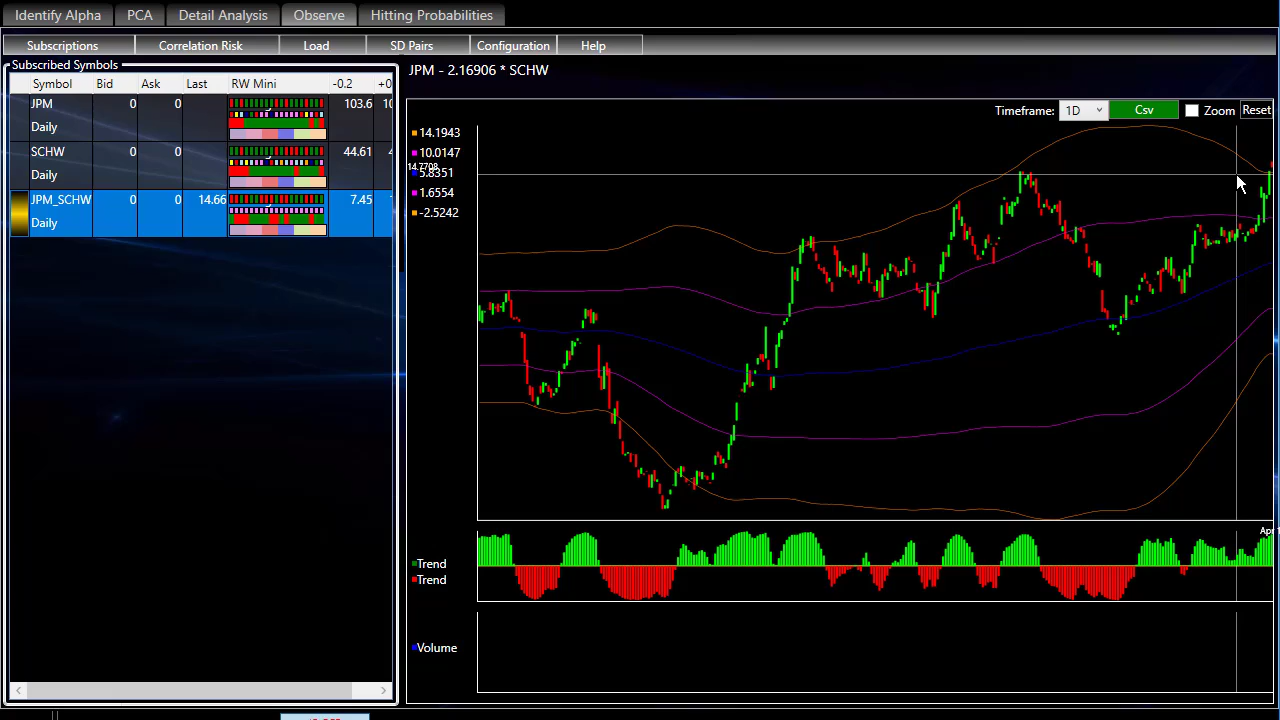 Identify Alpha PCA Detail Analysis Observe Hitting Probabilities
Subscriptions Correlation Risk Load SD Pairs Configuration Help
Subscribed Symbols
Symbol Bid Ask Last RW Mini -0.2 +0
JPM 0 0 103.6
Daily
SCHW 0 0 44.61
Daily
JPM_SCHW 0 0 14.66 7.45
Daily
JPM - 2.16906 * SCHW
Timeframe: 1D Csv Zoom Reset
14.1943
10.0147
14.7708
5.8351
1.6554
-2.5242
Trend
Trend
Volume